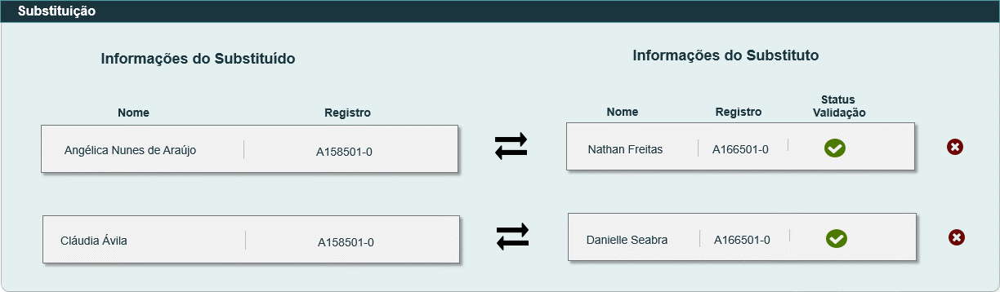 Substituição
Informações do Substituído
Informações do Substituto
Nome
Registro
Nome
Registro
Status
Validação
Angélica Nunes de Araújo
A158501-0
Nathan Freitas
A166501-0
Cláudia Ávila
A158501-0
Danielle Seabra
A166501-0